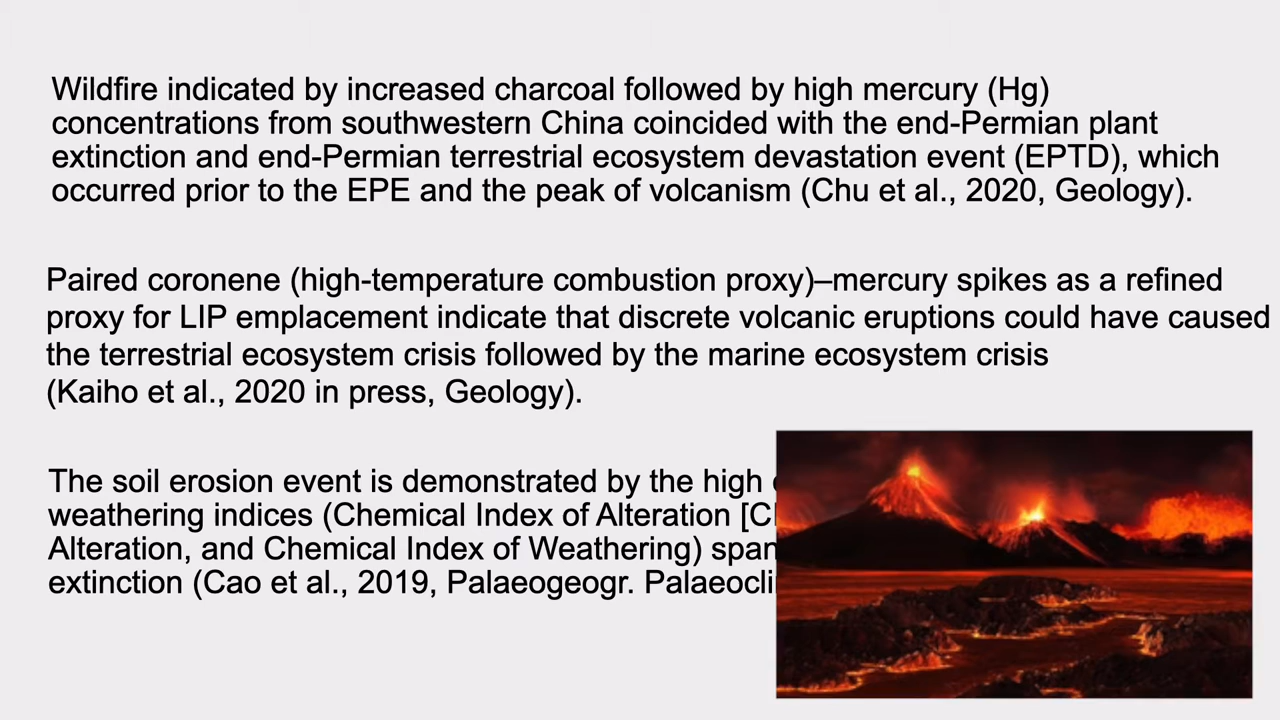 Wildfire indicated by increased charcoal followed by high mercury (Hg)
concentrations from southwestern China coincided with the end-Permian plant
extinction and end-Permian terrestrial ecosystem devastation event (EPTD), which
occurred prior to the EPE and the peak of volcanism (Chu et al., 2020, Geology).
Paired coronene (high-temperature combustion proxy)–mercury spikes as a refined
proxy for LIP emplacement indicate that discrete volcanic eruptions could have caused
the terrestrial ecosystem crisis followed by the marine ecosystem crisis
(Kaiho et al., 2020 in press, Geology).
The soil erosion event is demonstrated by the high
weathering indices (Chemical Index of Alteration
Alteration, and Chemical Index of Weathering)
extinction (Cao et al., 2019, Palaeogeogr.